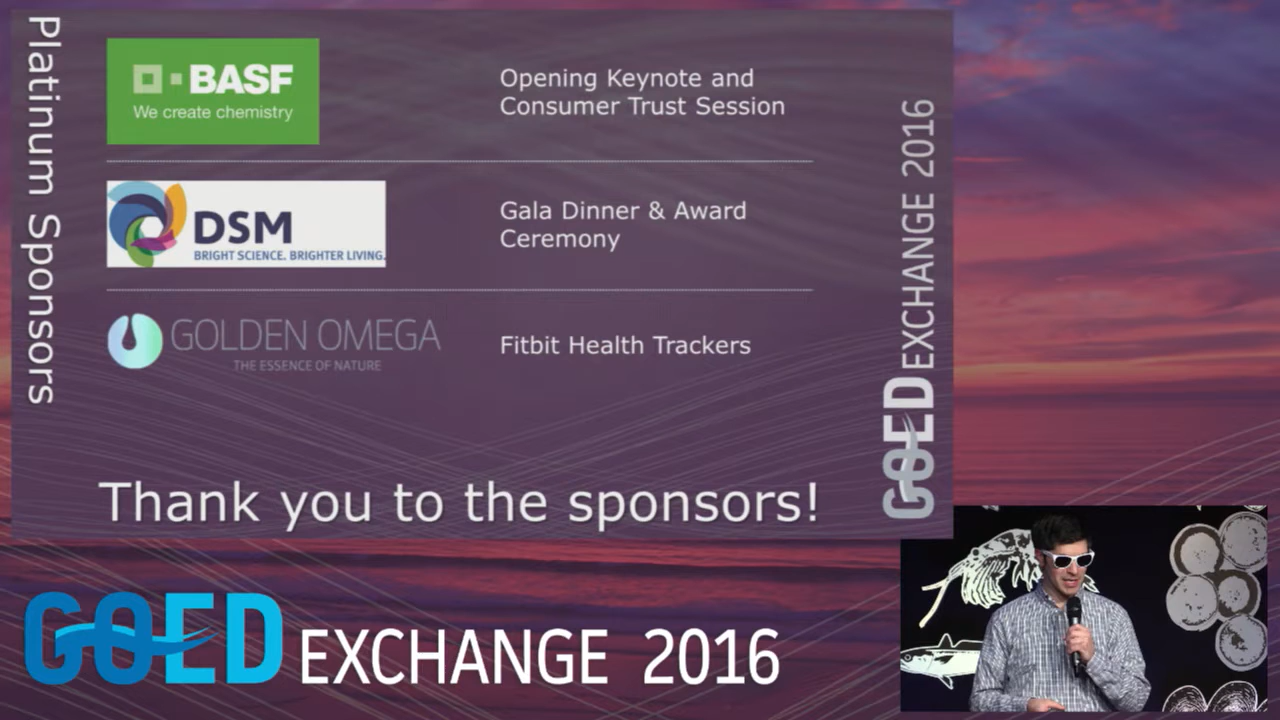 Platinum Sponsors
BASF
We create chemistry
Opening Keynote and
Consumer Trust Session
DSM
BRIGHT SCIENCE. BRIGHTER LIVING.
Gala Dinner & Award
Ceremony
GOLDEN OMEGA
THE ESSENCE OF NATURE
Fitbit Health Trackers
Thank you to the sponsors!
GOED EXCHANGE 2016
GOED EXCHANGE 2016